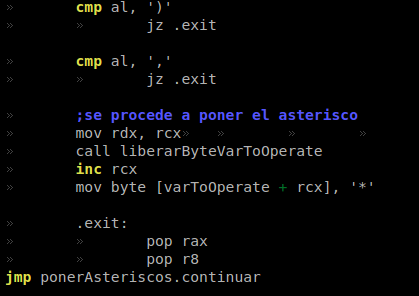 » cmp al, ')'
» » jz .exit
»
» cmp al, ','
» » jz .exit
»
» ;se procede a poner el asterisco
» mov rdx, rcx» » » »
» call liberarByteVarToOperate
» inc rcx
» mov byte [varToOperate + rcx], '*'
» .exit:
» » pop rax
» » pop r8
jmp ponerAsteriscos.continuar